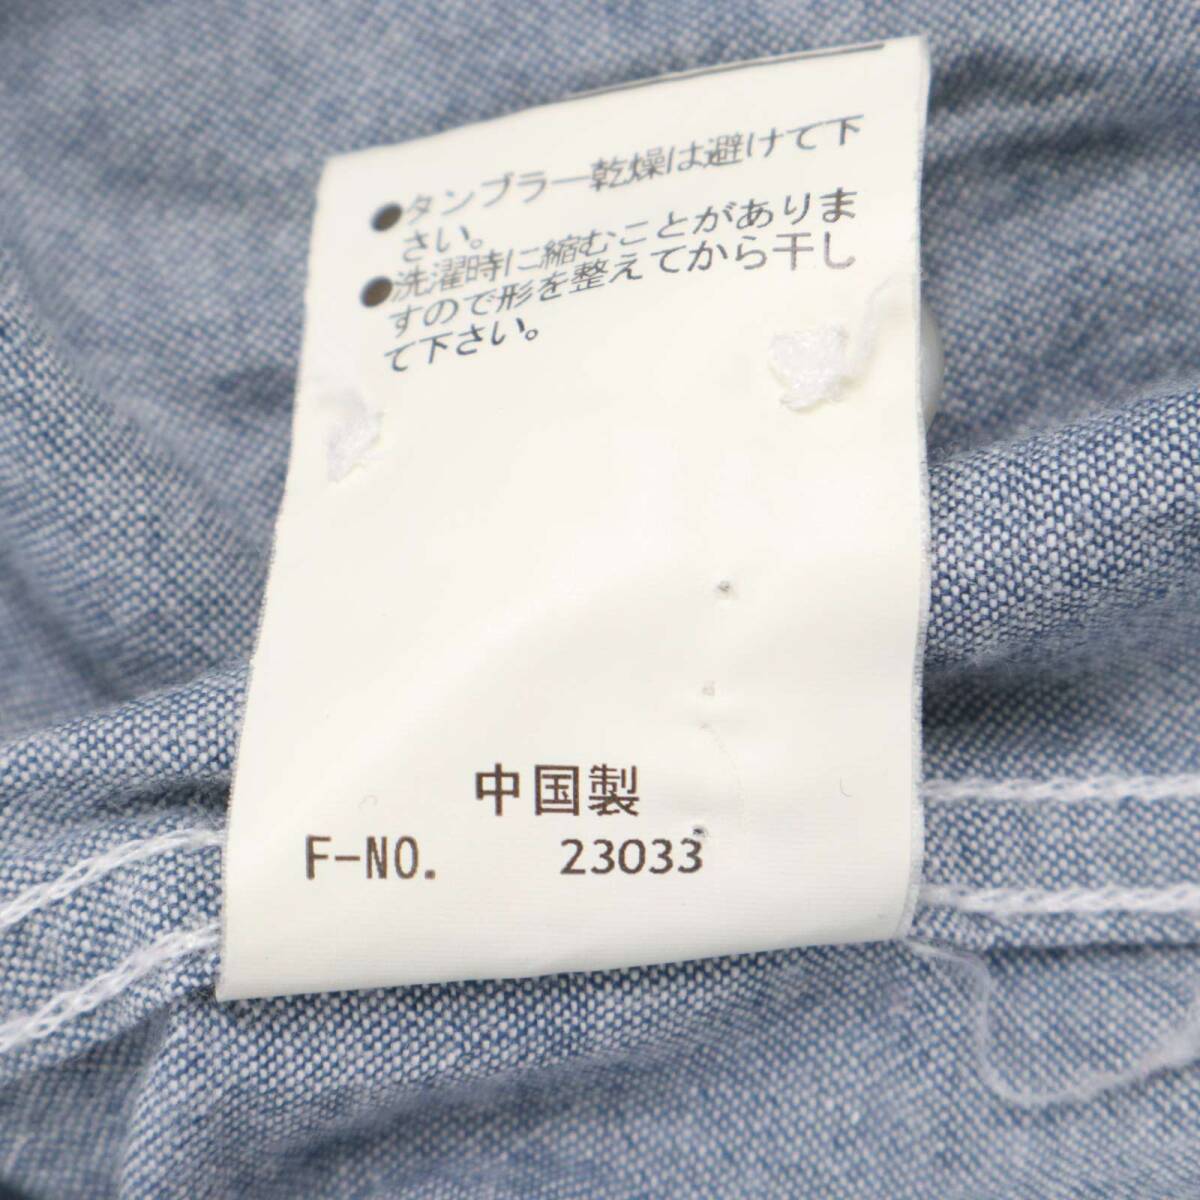 ●タンブラー乾燥は避けて下
さい。
●洗濯時に縮むことがありま
すので形を整えてから干し
て下さい。
中国製
F-NO. 23033